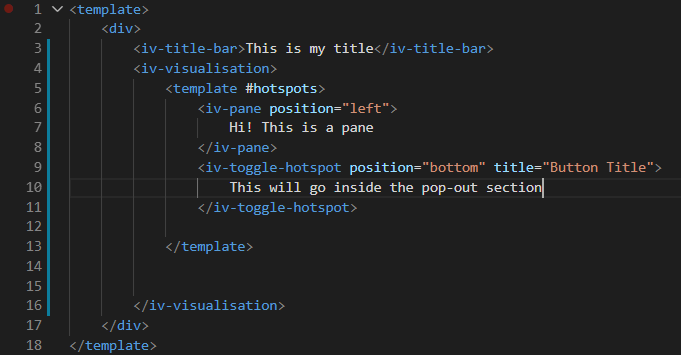 1 <template>
2     <div>
3         <iv-title-bar>This is my title</iv-title-bar>
4         <iv-visualisation>
5             <template #hotspots>
6                 <iv-pane position="left">
7                     Hi! This is a pane
8                 </iv-pane>
9                 <iv-toggle-hotspot position="bottom" title="Button Title">
10                     This will go inside the pop-out section
11                 </iv-toggle-hotspot>
12
13             </template>
14
15
16         </iv-visualisation>
17     </div>
18 </template>